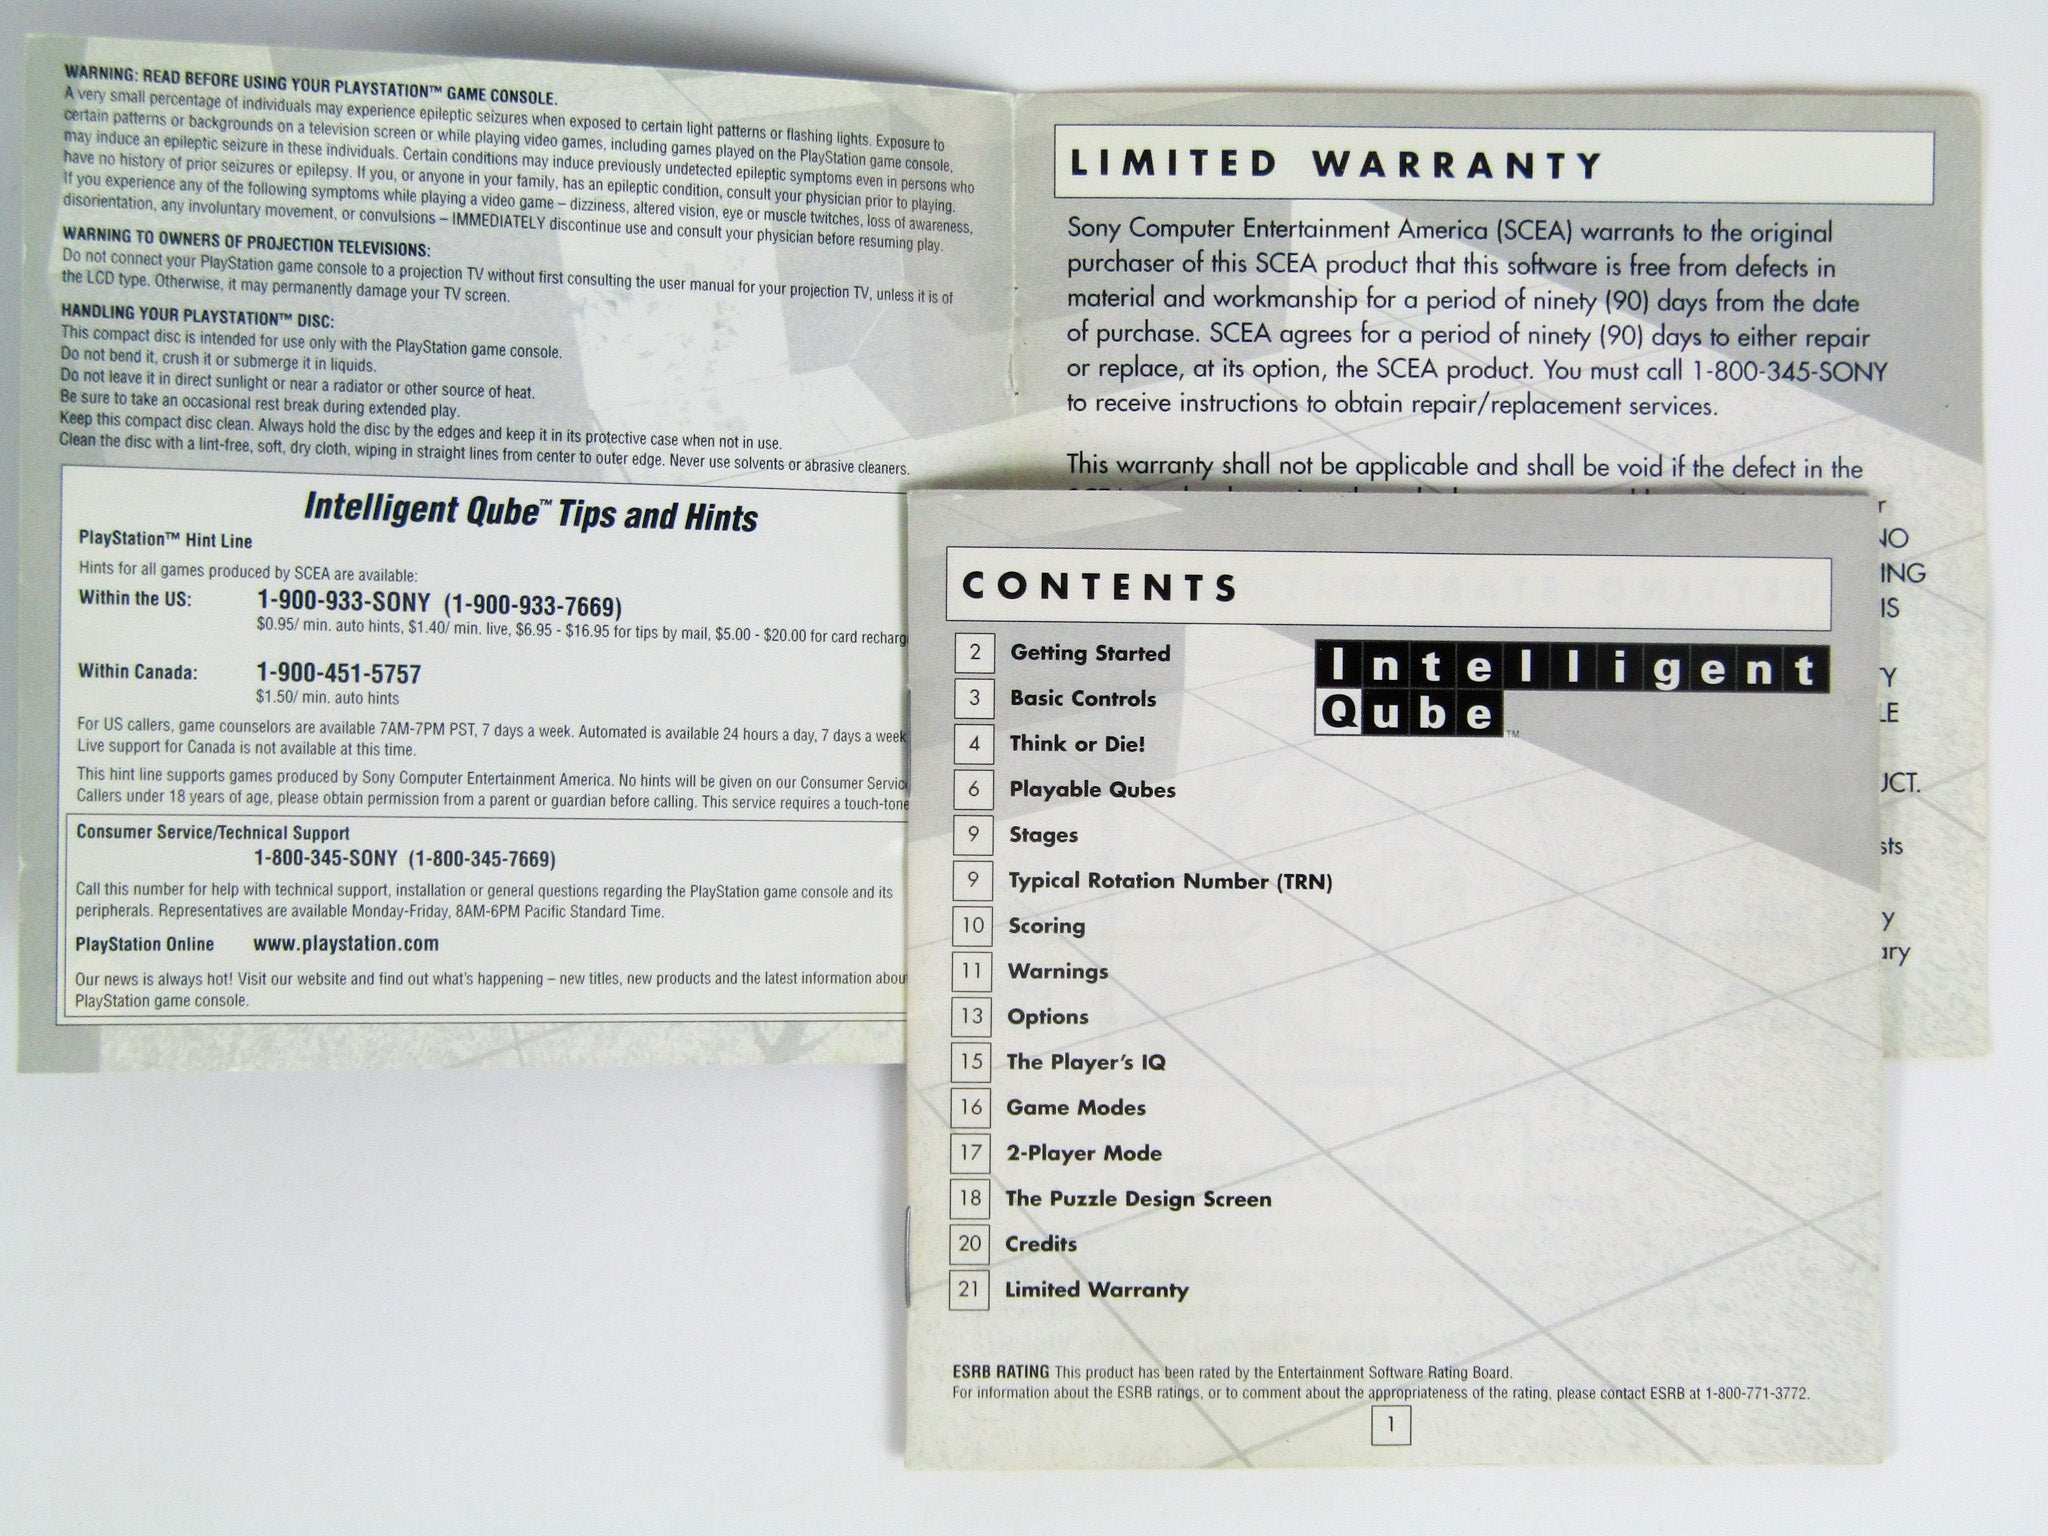 WARNING: READ BEFORE USING YOUR PLAYSTATION™ GAME CONSOLE.
A very small percentage of individuals may experience epileptic seizures when exposed to certain light patterns or flashing lights. Exposure to
certain patterns or backgrounds on a television screen or while playing video games, including games played on the PlayStation game console,
may induce an epileptic seizure in these individuals. Certain conditions may induce previously undetected epileptic symptoms even in persons who
have no history of prior seizures or epilepsy. If you, or anyone in your family, has an epileptic condition, consult your physician prior to playing.
If you experience any of the following symptoms while playing a video game – dizziness, altered vision, eye or muscle twitches, loss of awareness,
disorientation, any involuntary movement, or convulsions – IMMEDIATELY discontinue use and consult your physician before resuming play.
WARNING TO OWNERS OF PROJECTION TELEVISIONS:
Do not connect your PlayStation game console to a projection TV without first consulting the user manual for your projection TV, unless it is of
the LCD type. Otherwise, it may permanently damage your TV screen.
HANDLING YOUR PLAYSTATION™ DISC:
This compact disc is intended for use only with the PlayStation game console.
Do not bend it, crush it or submerge it in liquids.
Do not leave it in direct sunlight or near a radiator or other source of heat.
Be sure to take an occasional rest break during extended play.
Keep this compact disc clean. Always hold the disc by the edges and keep it in its protective case when not in use.
Clean the disc with a lint-free, soft, dry cloth, wiping in straight lines from center to outer edge. Never use solvents or abrasive cleaners.
Intelligent Qube™ Tips and Hints
PlayStation™ Hint Line
Hints for all games produced by SCEA are available:
Within the US: 1-900-933-SONY (1-900-933-7669)
$0.95/ min. auto hints, $1.40/ min. live, $6.95 - $16.95 for tips by mail, $5.00 - $20.00 for card recharg
Within Canada: 1-900-451-5757
$1.50/ min. auto hints
For US callers, game counselors are available 7AM-7PM PST, 7 days a week. Automated is available 24 hours a day, 7 days a week
Live support for Canada is not available at this time.
This hint line supports games produced by Sony Computer Entertainment America. No hints will be given on our Consumer Servic
Callers under 18 years of age, please obtain permission from a parent or guardian before calling. This service requires a touch-tone
Consumer Service/Technical Support
1-800-345-SONY (1-800-345-7669)
Call this number for help with technical support, installation or general questions regarding the PlayStation game console and its
peripherals. Representatives are available Monday-Friday, 8AM-6PM Pacific Standard Time.
PlayStation Online www.playstation.com
Our news is always hot! Visit our website and find out what's happening – new titles, new products and the latest information abou
PlayStation game console.
LIMITED WARRANTY
Sony Computer Entertainment America (SCEA) warrants to the original
purchaser of this SCEA product that this software is free from defects in
material and workmanship for a period of ninety (90) days from the date
of purchase. SCEA agrees for a period of ninety (90) days to either repair
or replace, at its option, the SCEA product. You must call 1-800-345-SONY
to receive instructions to obtain repair/replacement services.
This warranty shall not be applicable and shall be void if the defect in the
r
NO
ING
IS
Y
LE
UCT.
sts
y
ary
CONTENTS
Intelligent
Qube™
2 Getting Started
3 Basic Controls
4 Think or Die!
6 Playable Qubes
9 Stages
9 Typical Rotation Number (TRN)
10 Scoring
11 Warnings
13 Options
15 The Player's IQ
16 Game Modes
17 2-Player Mode
18 The Puzzle Design Screen
20 Credits
21 Limited Warranty
ESRB RATING This product has been rated by the Entertainment Software Rating Board.
For information about the ESRB ratings, or to comment about the appropriateness of the rating, please contact ESRB at 1-800-771-3772.
1